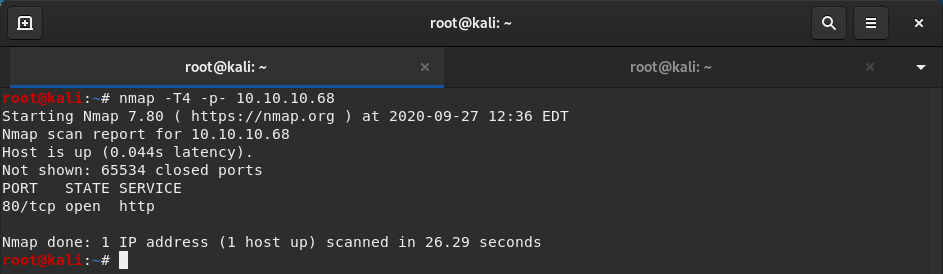 root@kali: ~
root@kali: ~
root@kali: ~
root@kali:~# nmap -T4 -p- 10.10.10.68
Starting Nmap 7.80 ( https://nmap.org ) at 2020-09-27 12:36 EDT
Nmap scan report for 10.10.10.68
Host is up (0.044s latency).
Not shown: 65534 closed ports
PORT   STATE SERVICE
80/tcp open  http
Nmap done: 1 IP address (1 host up) scanned in 26.29 seconds
root@kali:~#